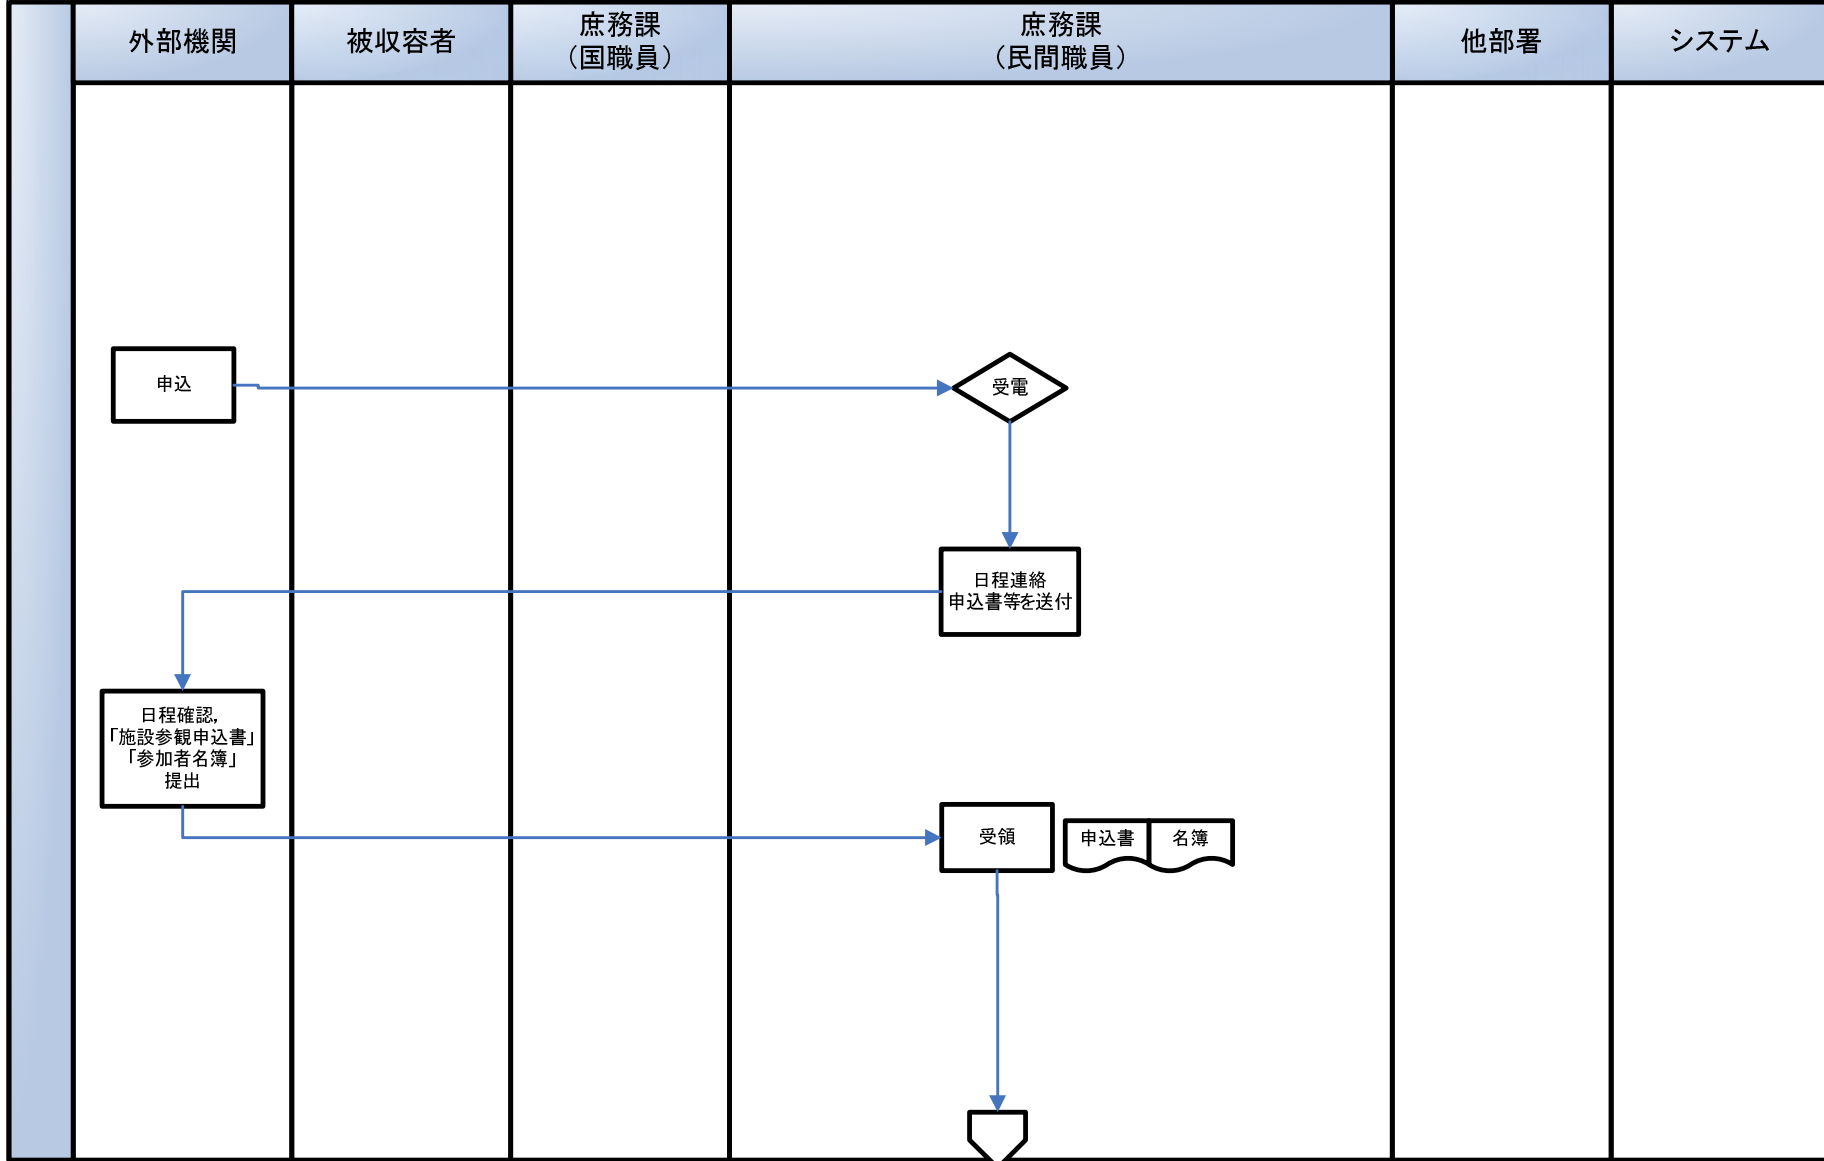 外部機関
被収容者
庶務課
（国職員）
庶務課
（民間職員）
他部署
システム
申込
受電
日程連絡
申込書等を送付
日程確認，
「施設参観申込書」
「参加者名簿」
提出
受領
申込書
名簿